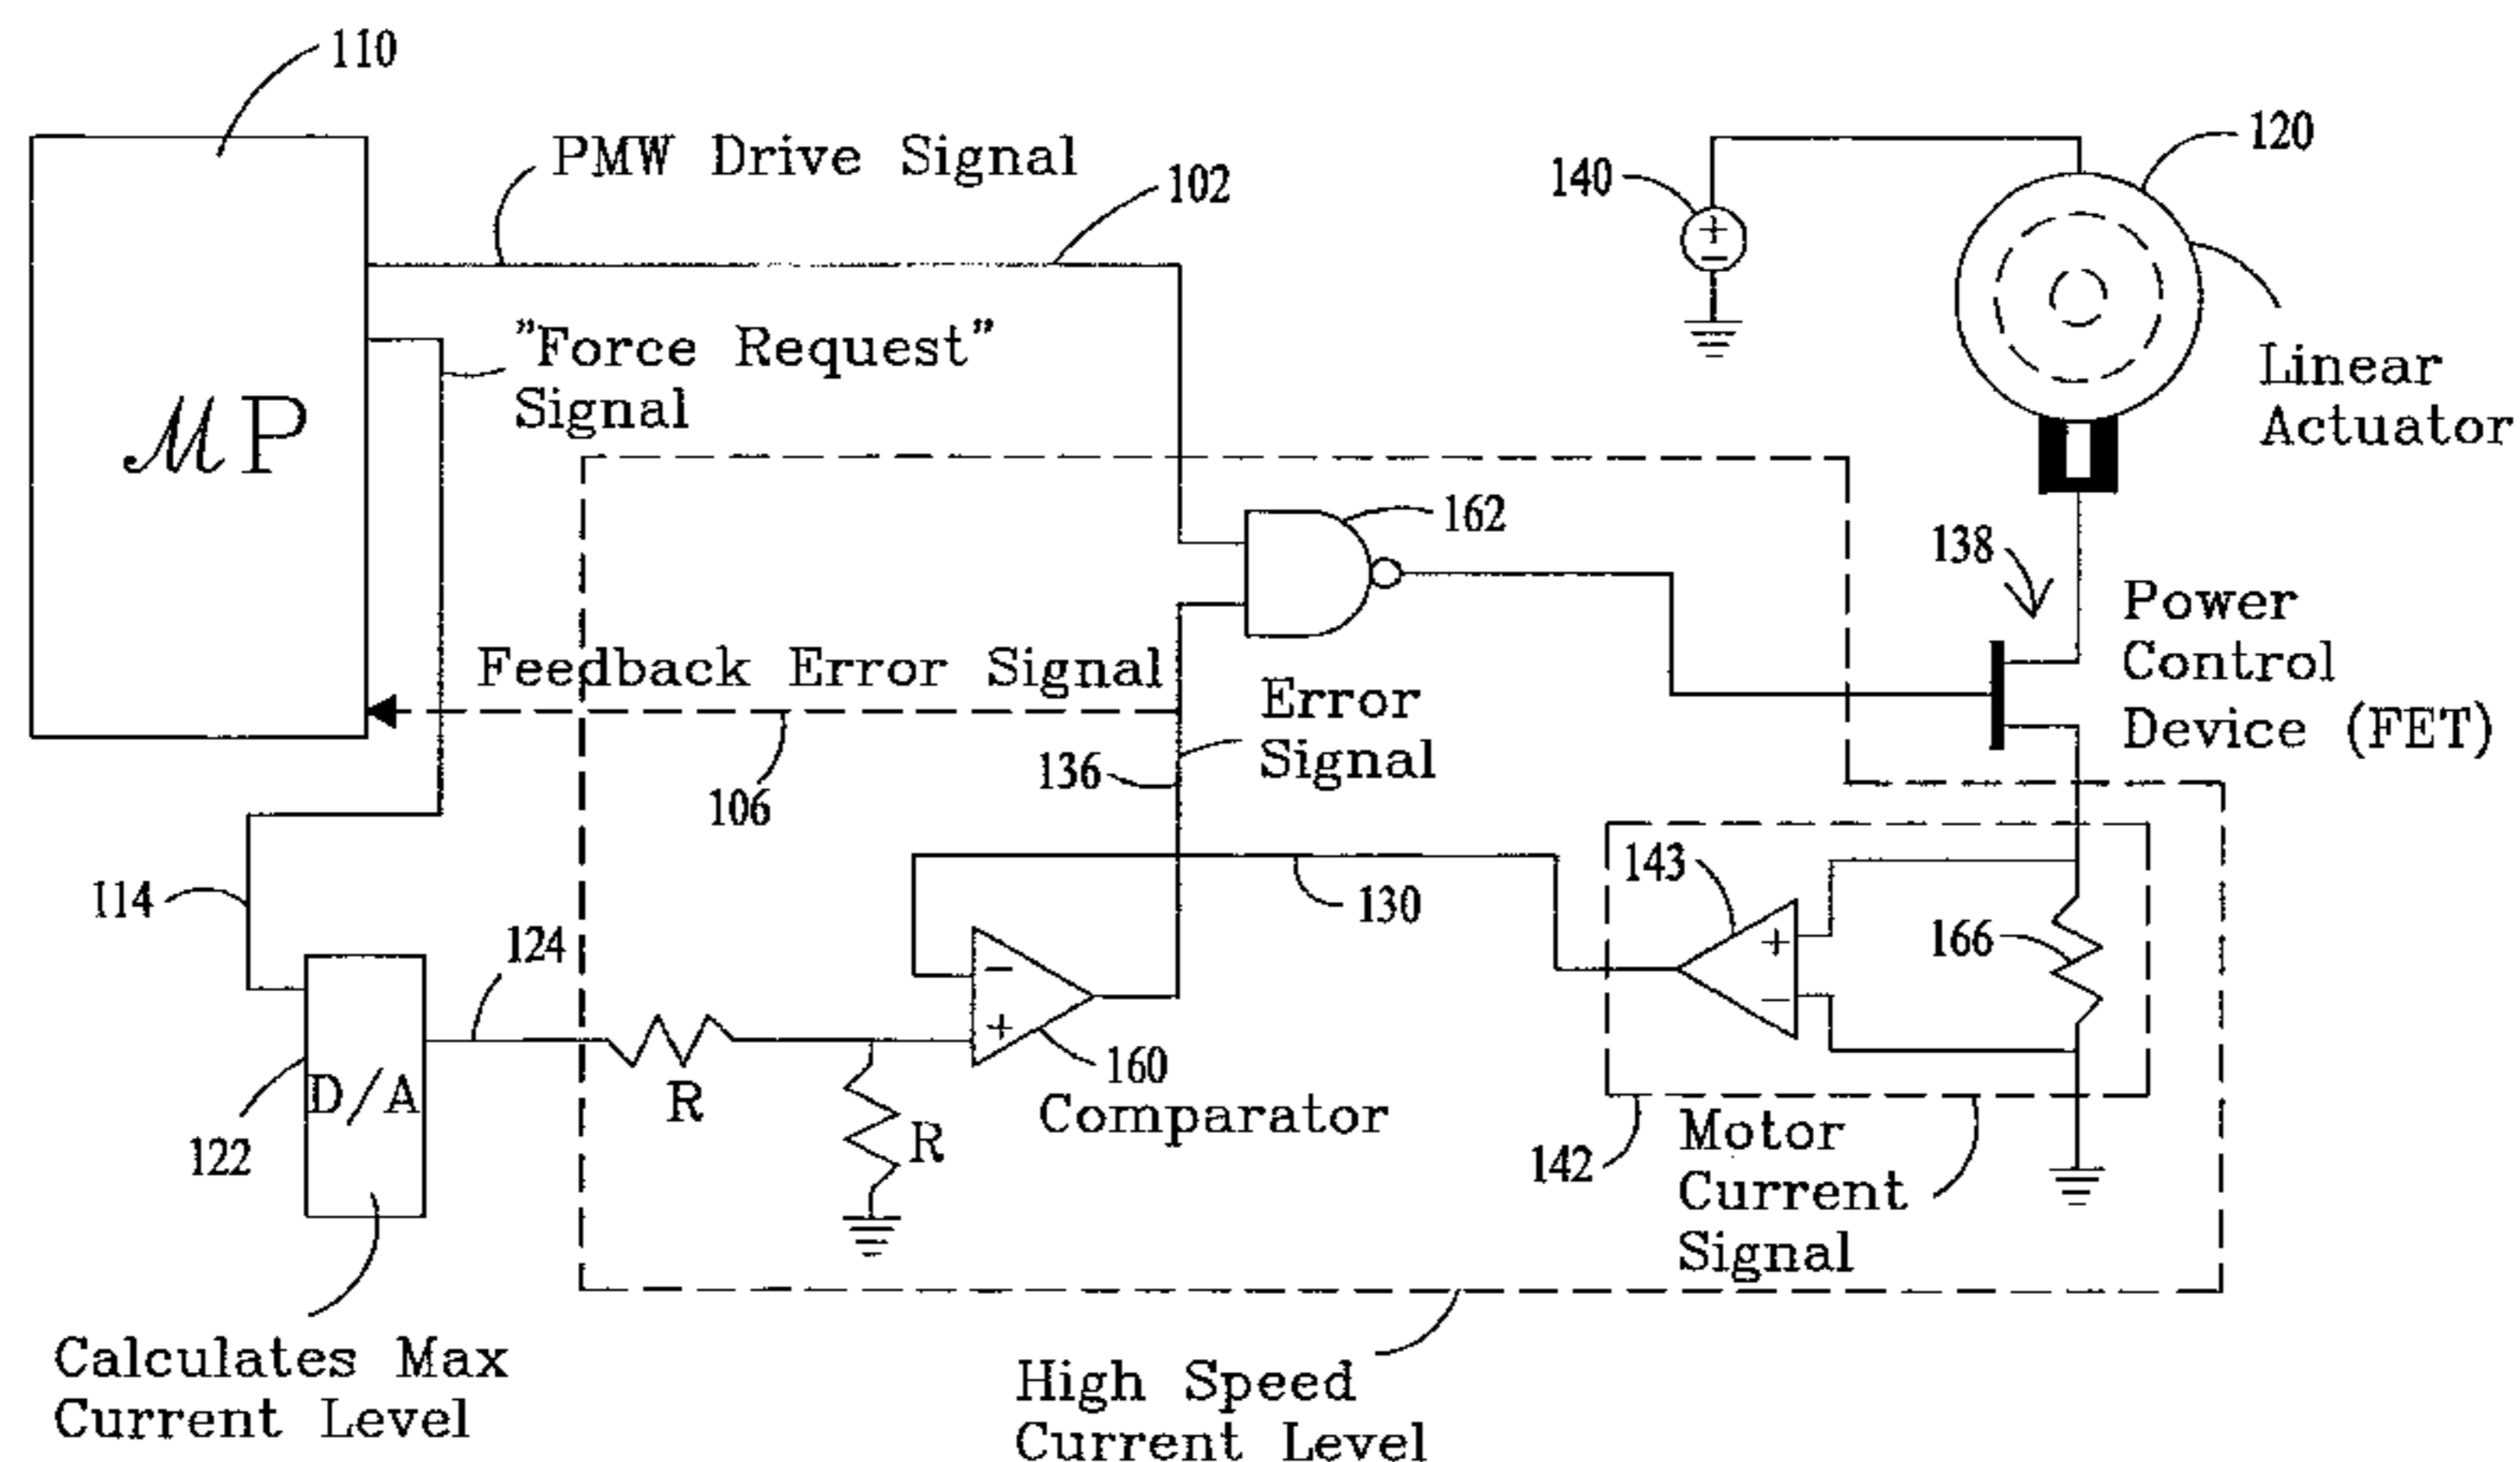 110
PMW Drive Signal
102
140
120
"Force Request"
Signal
µP
Linear
Actuator
162
138
Power
Control
Device (FET)
Feedback Error Signal
Error
Signal
136
106
114
130
143
166
124
-
+
+
-
+
-
D/A
R
R
160
Comparator
122
142
Motor
Current
Signal
Calculates Max
Current Level
High Speed
Current Level